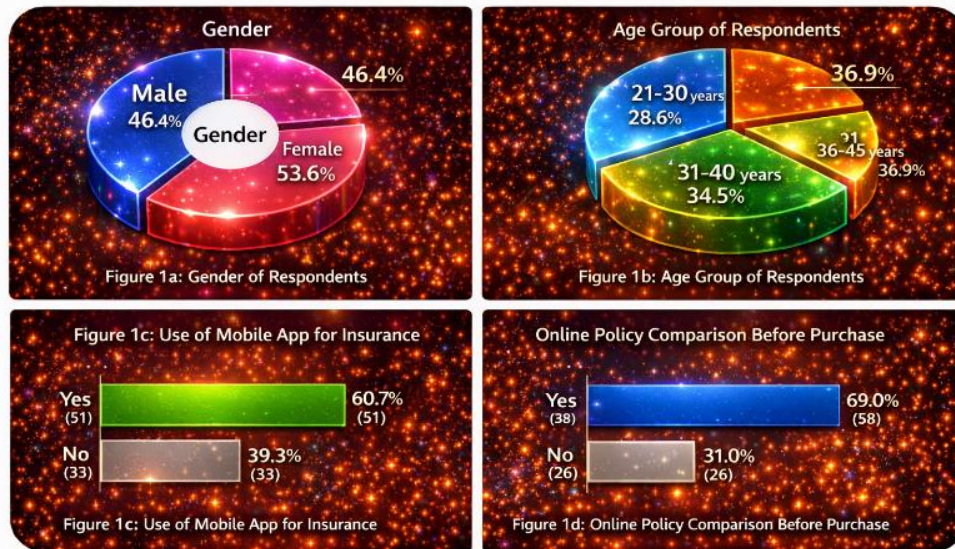 Gender
46.4%
Male
46.4%
Gender
Female
53.6%
Figure 1a: Gender of Respondents
Age Group of Respondents
36.9%
21-30 years
28.6%
21
36-45 years
36.9%
31-40 years
34.5%
Figure 1b: Age Group of Respondents
Figure 1c: Use of Mobile App for Insurance
Yes
(51)
60.7%
(51)
No
(33)
39.3%
(33)
Figure 1c: Use of Mobile App for Insurance
Online Policy Comparison Before Purchase
Yes
(38)
69.0%
(58)
No
(26)
31.0%
(26)
Figure 1d: Online Policy Comparison Before Purchase